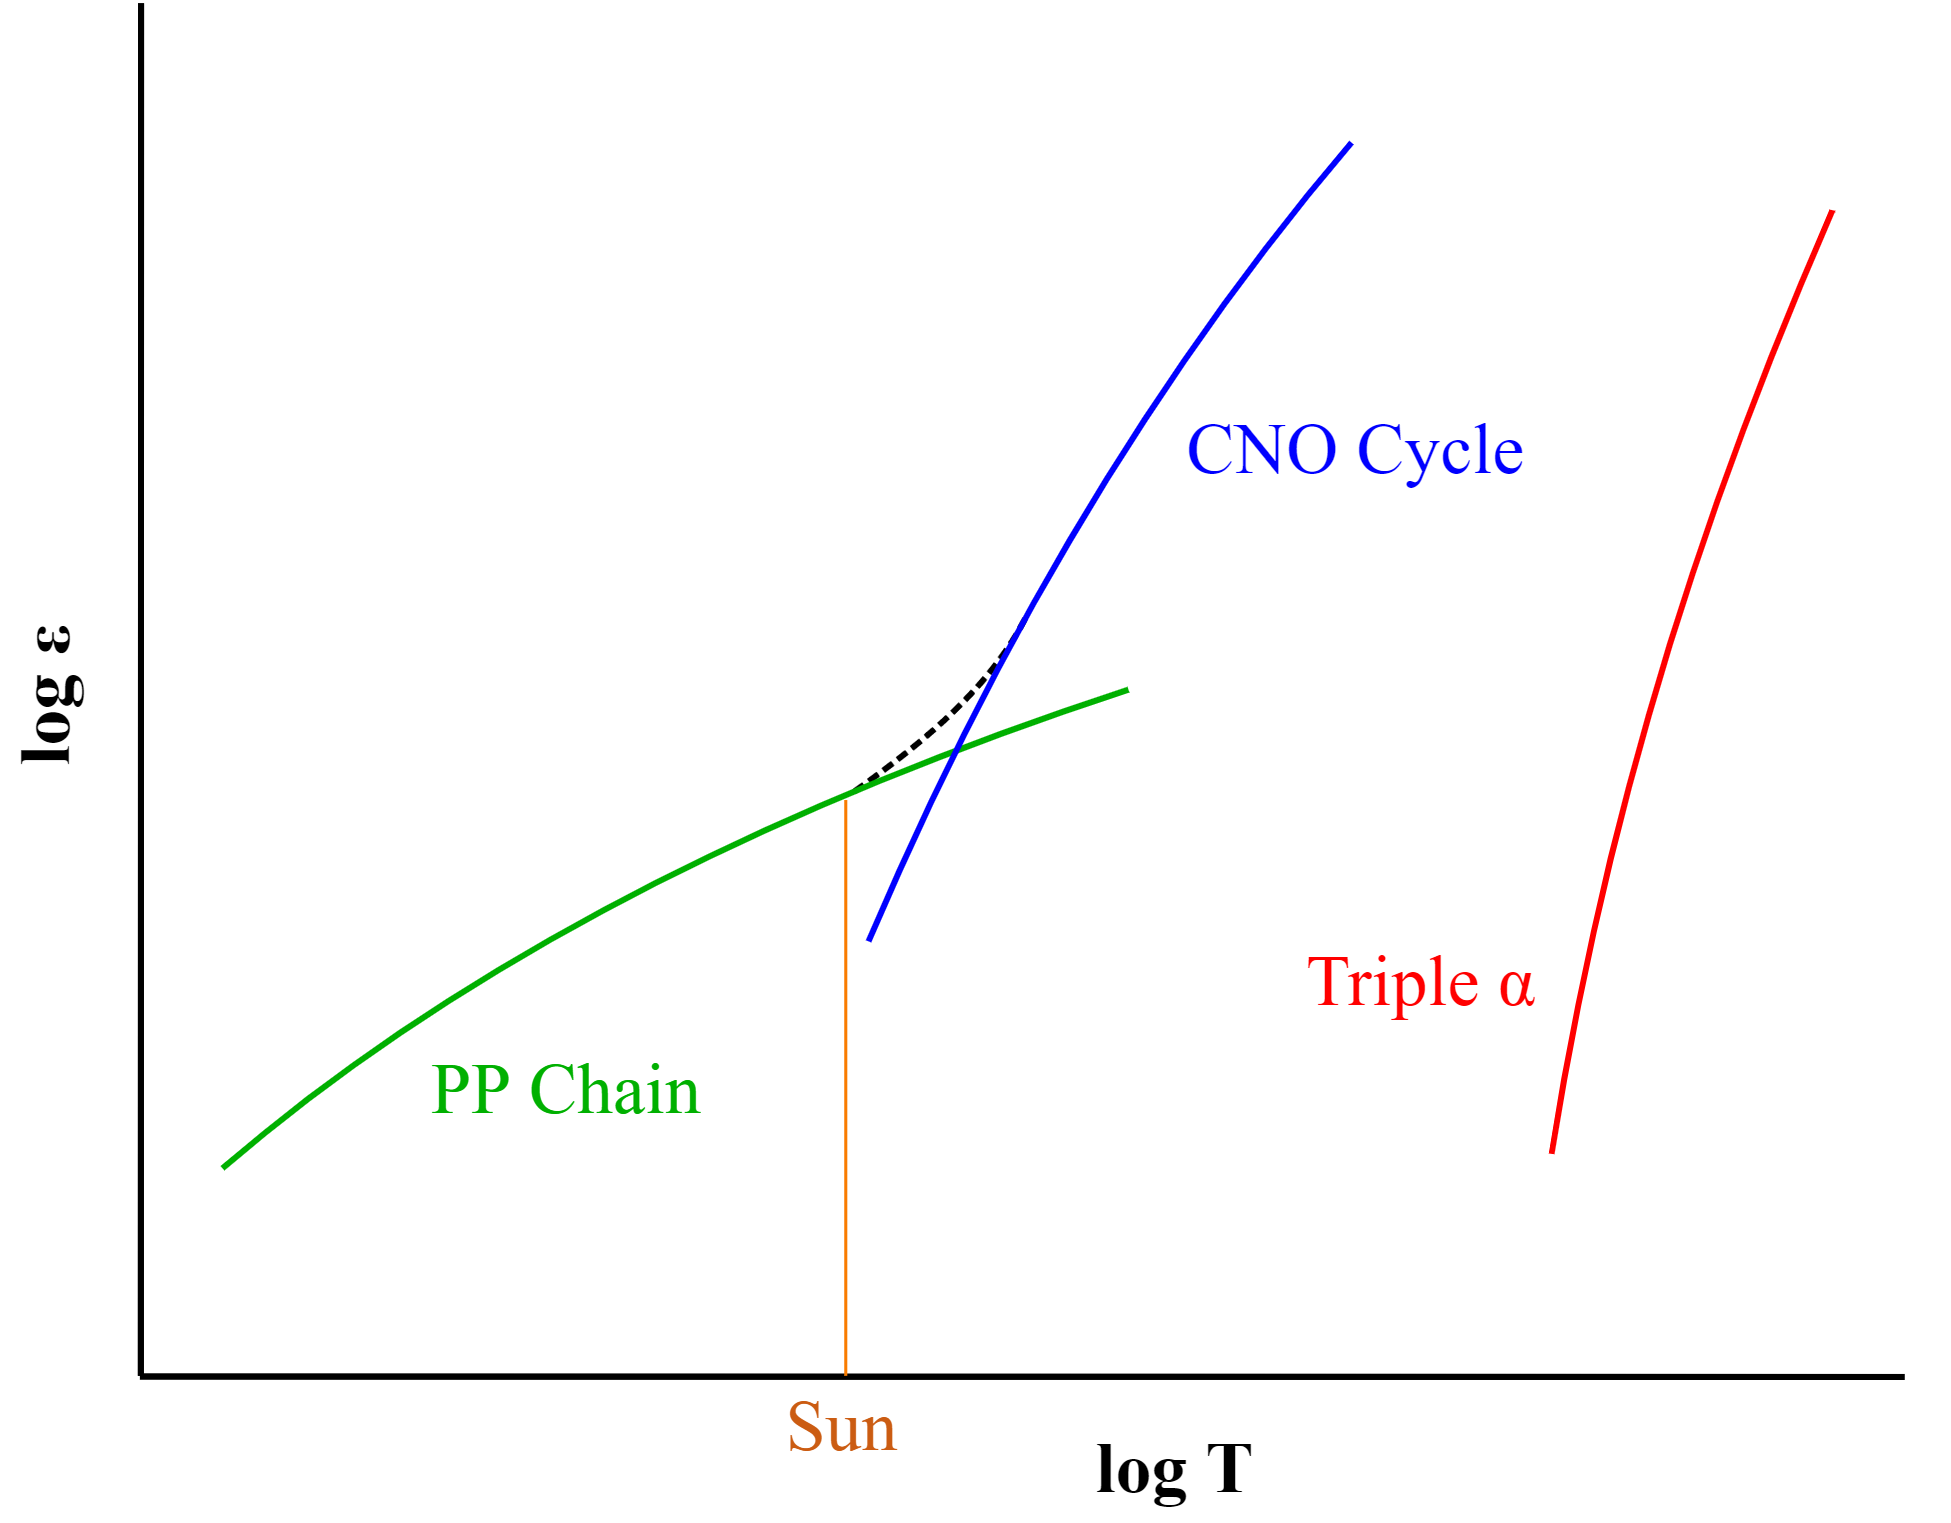 CNO Cycle
log ε
Triple α
PP Chain
Sun
log T